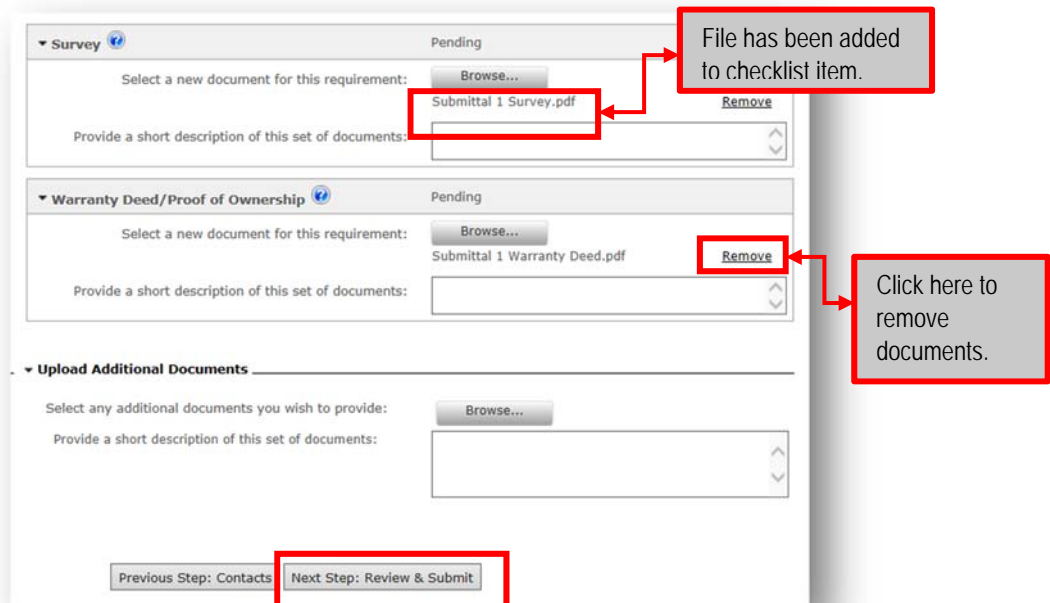 Survey
Pending
File has been added
to checklist item.
Select a new document for this requirement:
Browse...
Submittal 1 Survey.pdf
Remove
Provide a short description of this set of documents:
Warranty Deed/Proof of Ownership
Pending
Select a new document for this requirement:
Browse...
Submittal 1 Warranty Deed.pdf
Remove
Click here to
remove
documents.
Provide a short description of this set of documents:
Upload Additional Documents
Select any additional documents you wish to provide:
Browse...
Provide a short description of this set of documents:
Previous Step: Contacts
Next Step: Review & Submit